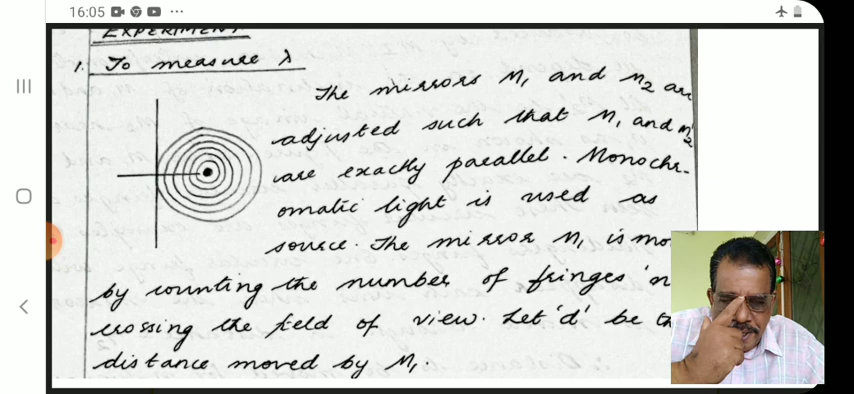 16:05
EXPERIMENT
1. To measure λ
The mirrors M₁ and M₂ are
adjusted such that M₁ and M₂'
are exactly parallel. Monochr-
omatic light is used as
source. The mirror M₁ is mo
by counting the number of fringes 'n
crossing the field of view. Let 'd' be th
distance moved by M₁.